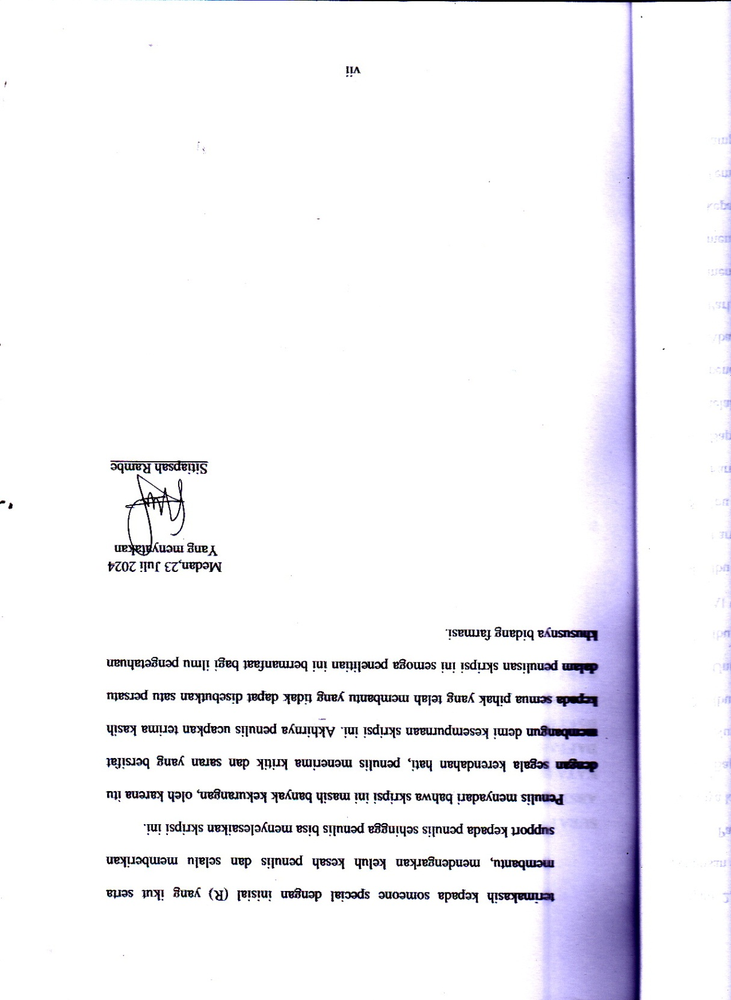 terimakasih kepada someone special dengan inisial (R) yang ikut serta
membantu, mendengarkan keluh kesah penulis dan selalu memberikan
support kepada penulis sehingga penulis bisa menyelesaikan skripsi ini.
Penulis menyadari bahwa skripsi ini masih banyak kekurangan, oleh karena itu
dengan segala kerendahan hati, penulis menerima kritik dan saran yang bersifat
membangun demi kesempurnaan skripsi ini. Akhirnya penulis ucapkan terima kasih
kepada semua pihak yang telah membantu yang tidak dapat disebutkan satu persatu
dalam penulisan skripsi ini semoga penelitian ini bermanfaat bagi ilmu pengetahuan
khususnya bidang farmasi.
Medan,23 Juli 2024
Yang menyatakan
Sitiapsah Rambe
vii